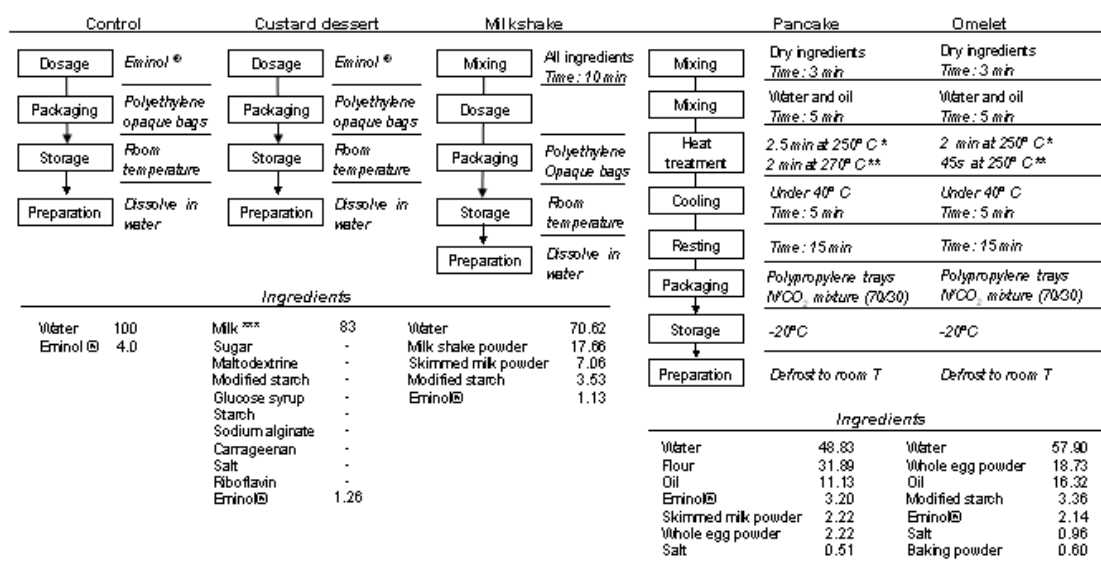 Control Custard dessert Milkshake Pancake Omelet
Dosage Eminol ®
Packaging Polyethylene opaque bags
Storage Room temperature
Preparation Dissolve in water
Dosage Eminol ®
Packaging Polyethylene opaque bags
Storage Room temperature
Preparation Dissolve in water
Mixing All ingredients Time: 10 min
Dosage
Packaging Polyethylene Opaque bags
Storage Room temperature
Preparation Dissolve in water
Mixing Dry ingredients Time: 3 min Dry ingredients Time: 3 min
Mixing Water and oil Time: 5 min Water and oil Time: 5 min
Heat treatment 2.5 min at 250º C * 2 min at 270º C ** 2 min at 250º C * 45s at 250º C **
Cooling Under 40º C Time: 5 min Under 40º C Time: 5 min
Resting Time: 15 min Time: 15 min
Packaging Polypropylene trays N/CO2 mixture (70/30) Polypropylene trays N/CO2 mixture (70/30)
Storage -20ºC -20ºC
Preparation Defrost to room T Defrost to room T
Ingredients
Water 100
Eminol ® 4.0
Milk *** 83
Sugar -
Maltodextrine -
Modified starch -
Glucose syrup -
Starch -
Sodium alginate -
Carrageenan -
Salt -
Riboflavin -
Eminol® 1.26
Water 70.62
Milk shake powder 17.66
Skimmed milk powder 7.06
Modified starch 3.53
Eminol® 1.13
Ingredients
Water 48.83
Flour 31.89
Oil 11.13
Eminol® 3.20
Skimmed milk powder 2.22
Whole egg powder 2.22
Salt 0.51
Water 57.90
Whole egg powder 18.73
Oil 16.32
Modified starch 3.36
Eminol® 2.14
Salt 0.96
Baking powder 0.60